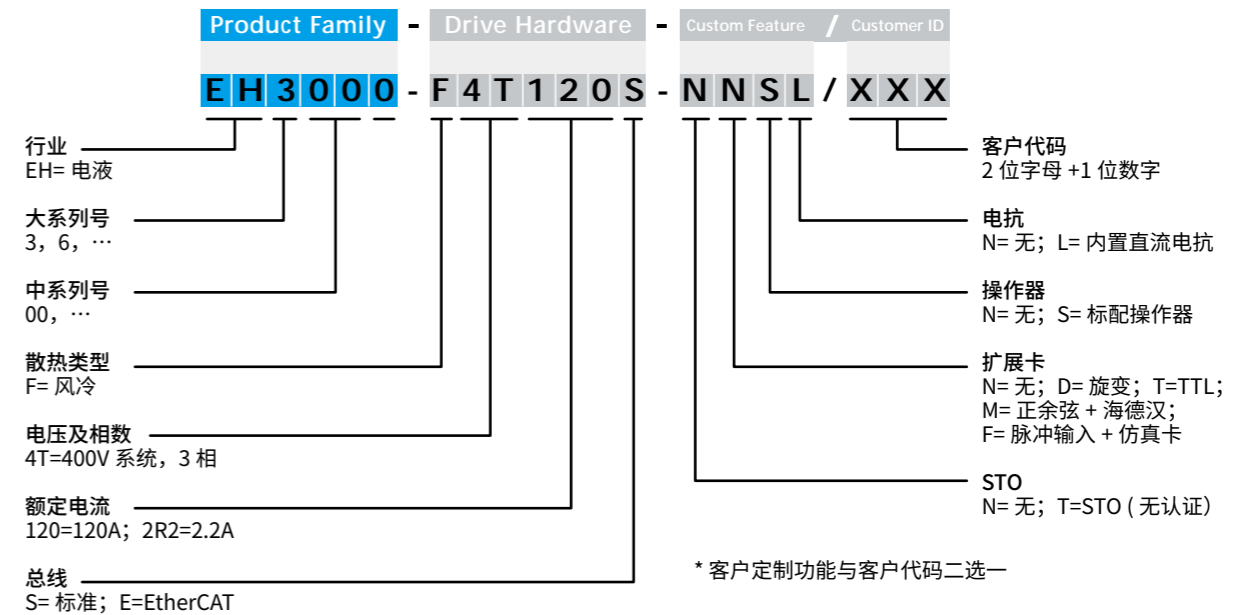 Product Family - Drive Hardware - Custom Feature / Customer ID
EH3000-F4T120S-NNSL/XXX
行业
EH= 电液
大系列号
3，6，…
中系列号
00，…
散热类型
F= 风冷
电压及相数
4T=400V 系统，3 相
额定电流
120=120A；2R2=2.2A
总线
S= 标准；E=EtherCAT
客户代码
2 位字母 +1 位数字
电抗
N= 无；L= 内置直流电抗
操作器
N= 无；S= 标配操作器
扩展卡
N= 无；D= 旋变；T=TTL；
M= 正余弦 + 海德汉；
F= 脉冲输入 + 仿真卡
STO
N= 无；T=STO ( 无认证）
* 客户定制功能与客户代码二选一